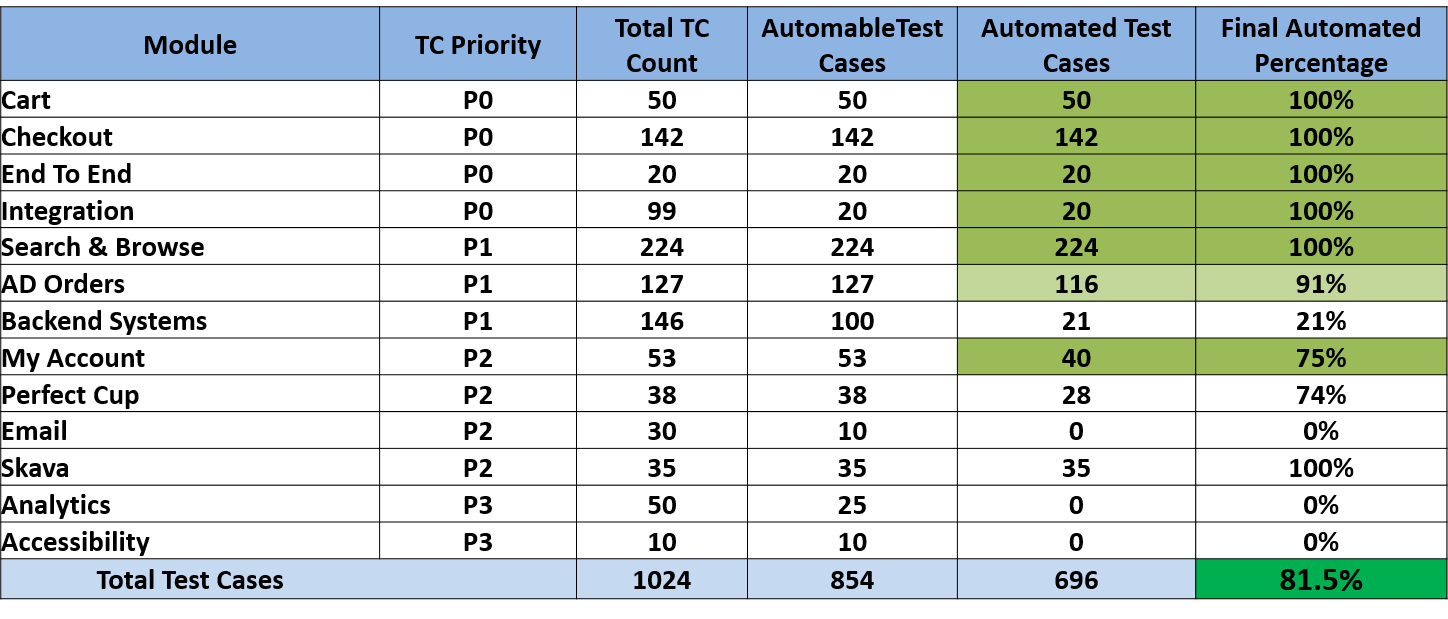 Module TC Priority Total TC Count AutomableTest Cases Automated Test Cases Final Automated Percentage
Cart P0 50 50 50 100%
Checkout P0 142 142 142 100%
End To End P0 20 20 20 100%
Integration P0 99 20 20 100%
Search & Browse P1 224 224 224 100%
AD Orders P1 127 127 116 91%
Backend Systems P1 146 100 21 21%
My Account P2 53 53 40 75%
Perfect Cup P2 38 38 28 74%
Email P2 30 10 0 0%
Skava P2 35 35 35 100%
Analytics P3 50 25 0 0%
Accessibility P3 10 10 0 0%
Total Test Cases 1024 854 696 81.5%